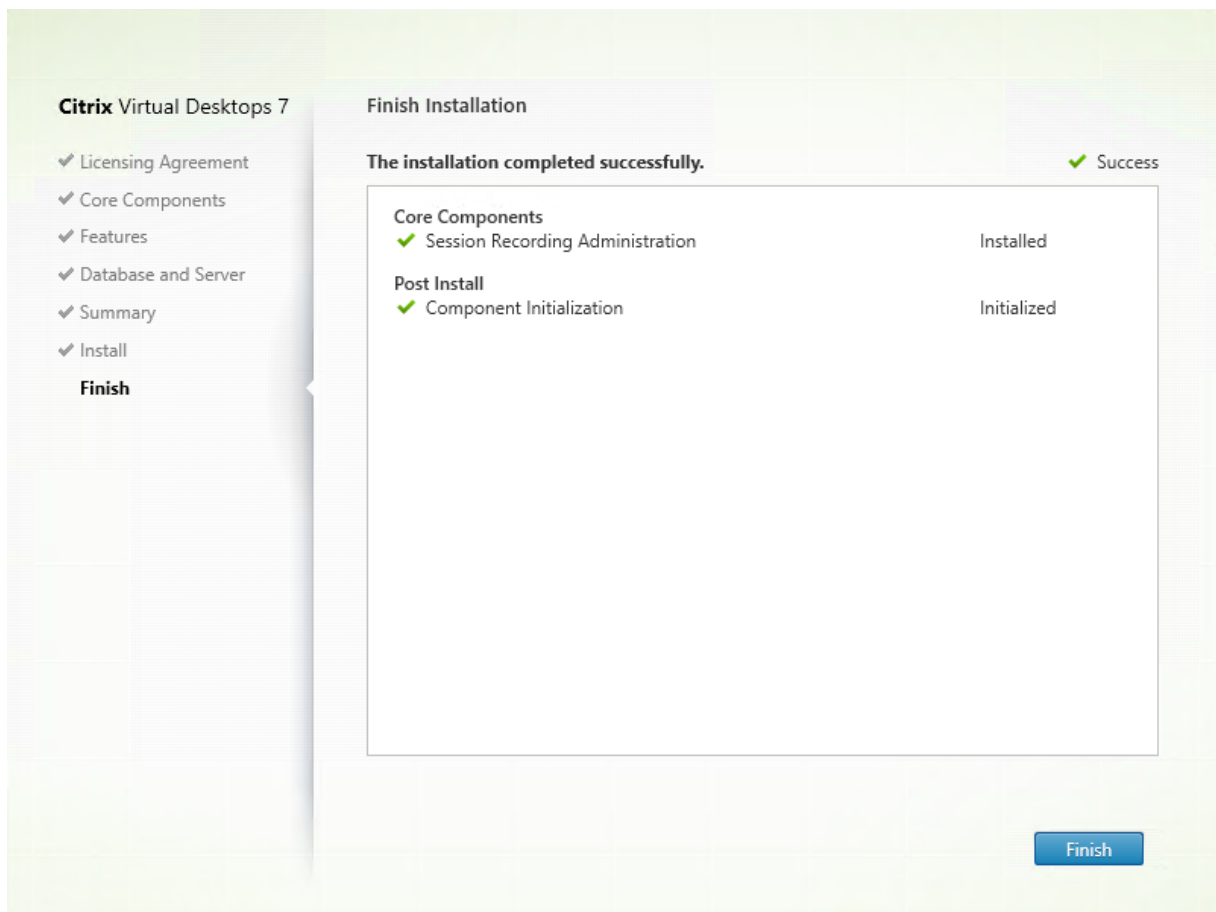 Citrix Virtual Desktops 7
Licensing Agreement
Core Components
Features
Database and Server
Summary
Install
Finish
Finish Installation
The installation completed successfully.
Success
Core Components
Session Recording Administration Installed
Post Install
Component Initialization Initialized
Finish